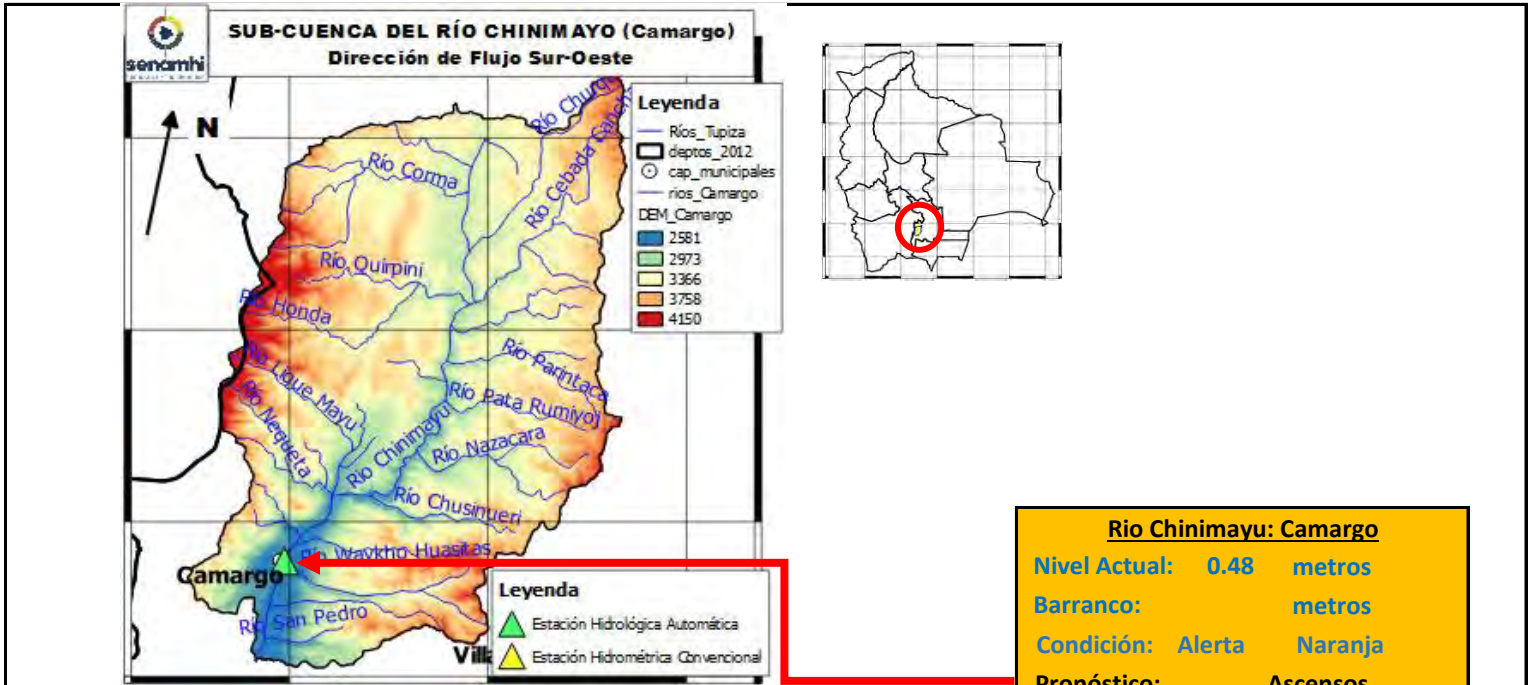 SUB-CUENCA DEL RÍO CHINIMAYO (Camargo)
Dirección de Flujo Sur-Oeste
senamhi
N
Leyenda
Ríos_Tupiza
deptos_2012
cap_municipales
rios_Camargo
DEM_Camargo
2581
2973
3366
3758
4150
Río Corma
Río Cebada
Río Quirpini
Río Honda
Río Lique Mayu
Río Negueta
Río Chinimayu
Río Parintaca
Río Pata Rumiyoj
Río Nazacara
Río Chusinueri
Río Waykho Huasitas
Camargo
Río San Pedro
Leyenda
Estación Hidrológica Automática
Estación Hidrométrica Convencional
Rio Chinimayu: Camargo
Nivel Actual: 0.48 metros
Barranco: metros
Condición: Alerta Naranja
Pronóstico: Ascensos